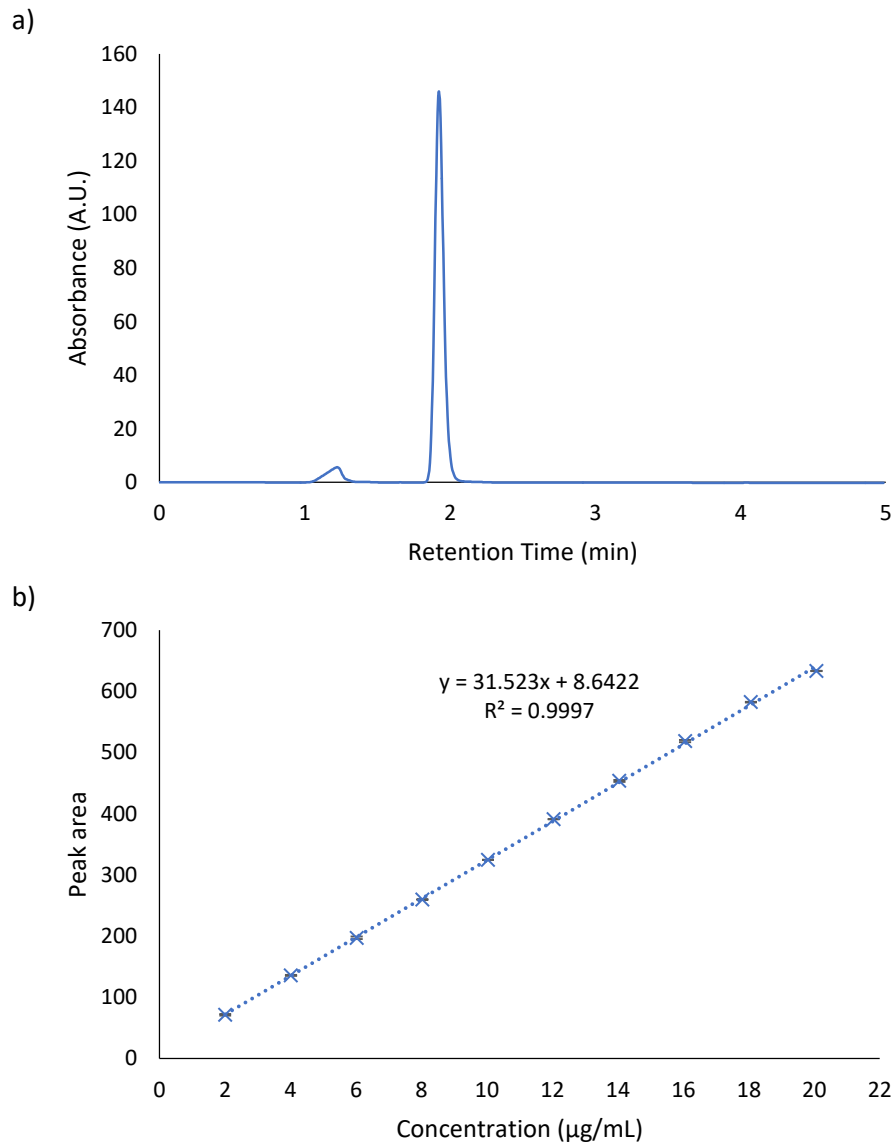 a)
160
140
120
100
80
60
40
20
0
Absorbance (A.U.)
0 1 2 3 4 5
Retention Time (min)
b)
700
600
500
400
300
200
100
0
Peak area
y = 31.523x + 8.6422
R² = 0.9997
0 2 4 6 8 10 12 14 16 18 20 22
Concentration (µg/mL)